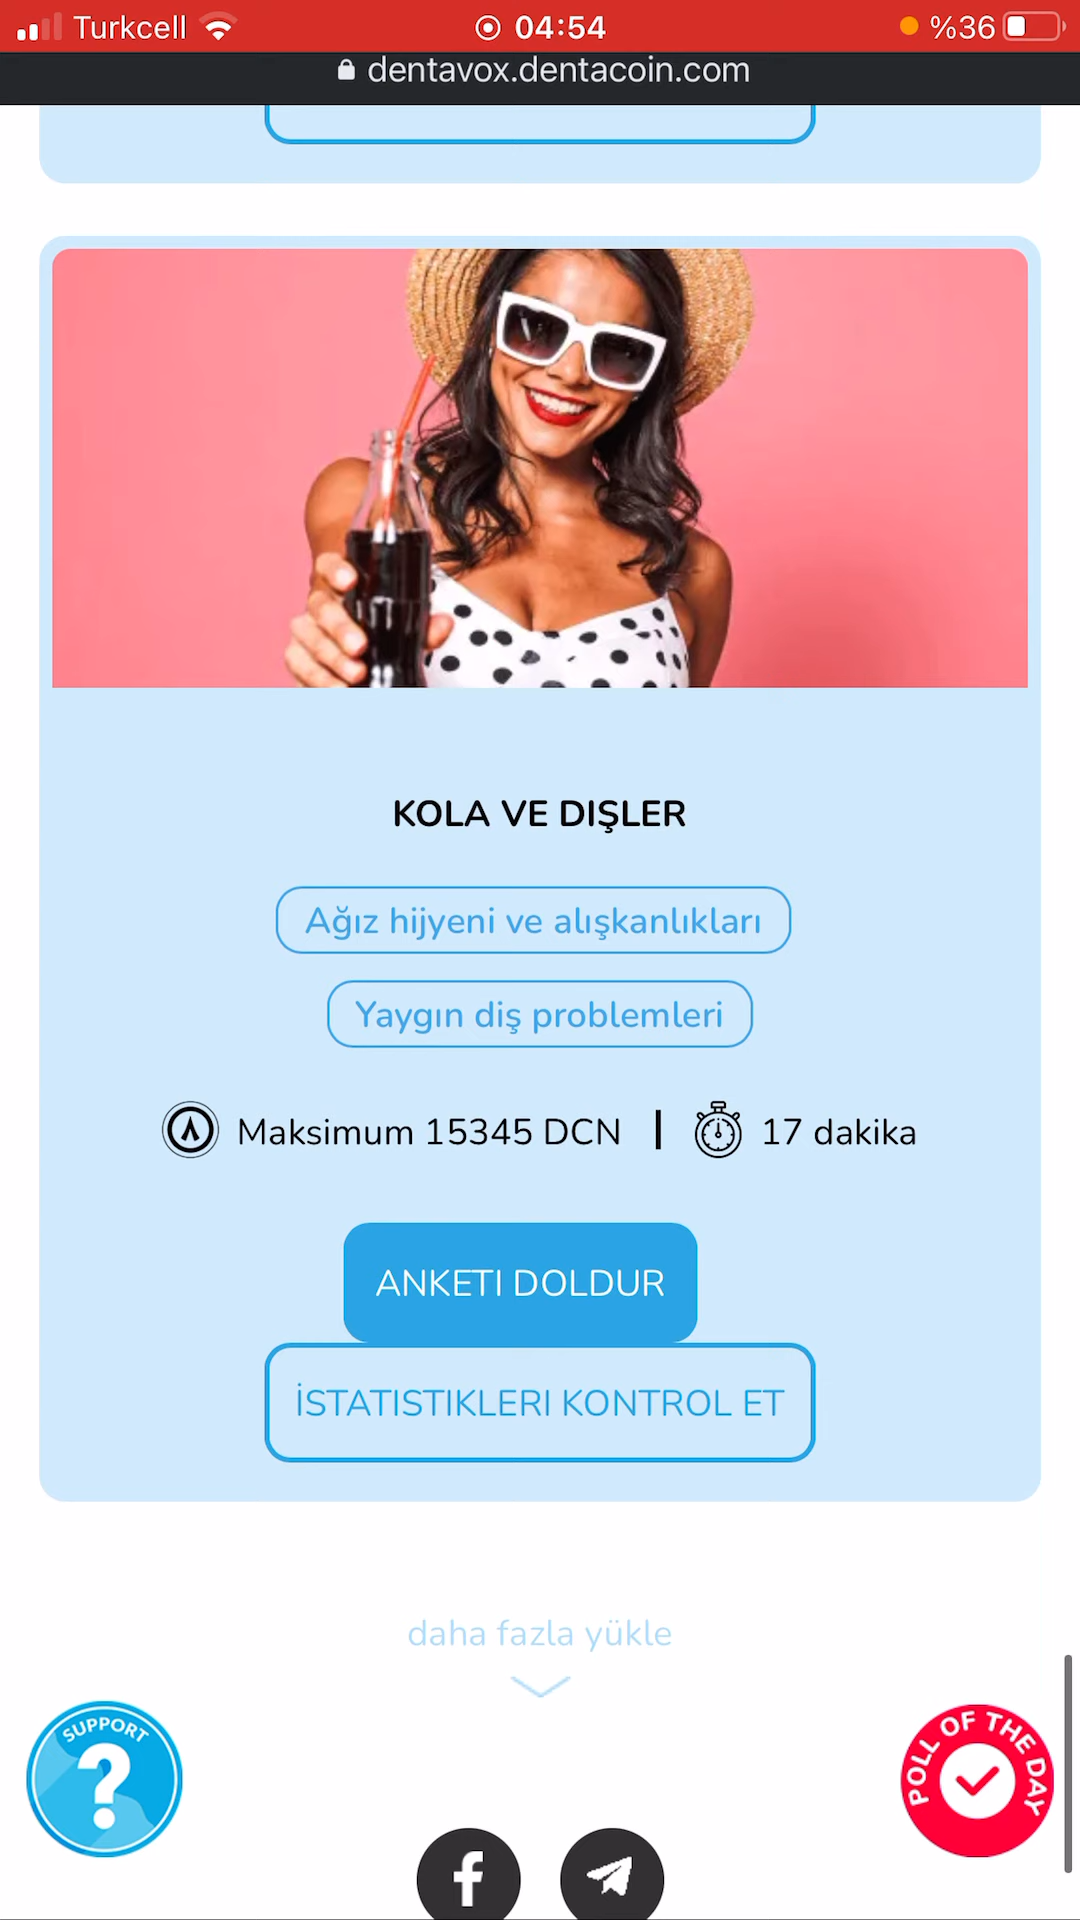 Turkcell 04:54 %36
dentavox.dentacoin.com
KOLA VE DIŞLER
Ağız hijyeni ve alışkanlıkları
Yaygın diş problemleri
Maksimum 15345 DCN | 17 dakika
ANKETI DOLDUR
İSTATISTIKLERI KONTROL ET
daha fazla yükle
SUPPORT
?
POLL OF THE DAY